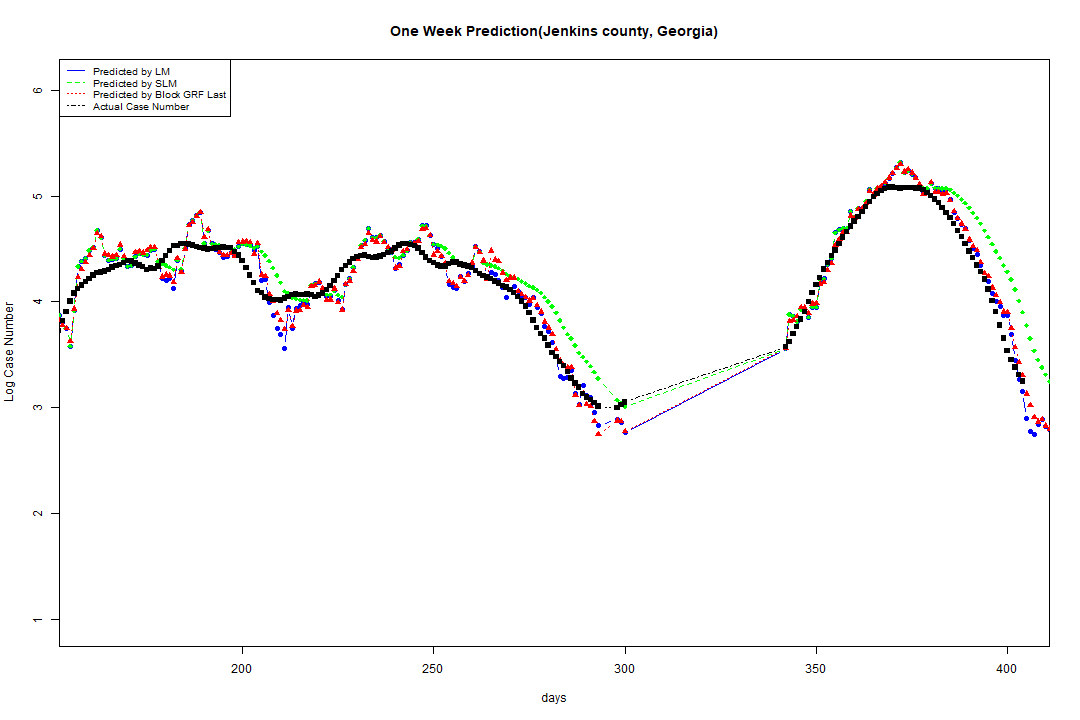 One Week Prediction(Jenkins county, Georgia)
Predicted by LM
Predicted by SLM
Predicted by Block GRF Last
Actual Case Number
6
5
4
3
2
1
Log Case Number
200 250 300 350 400
days